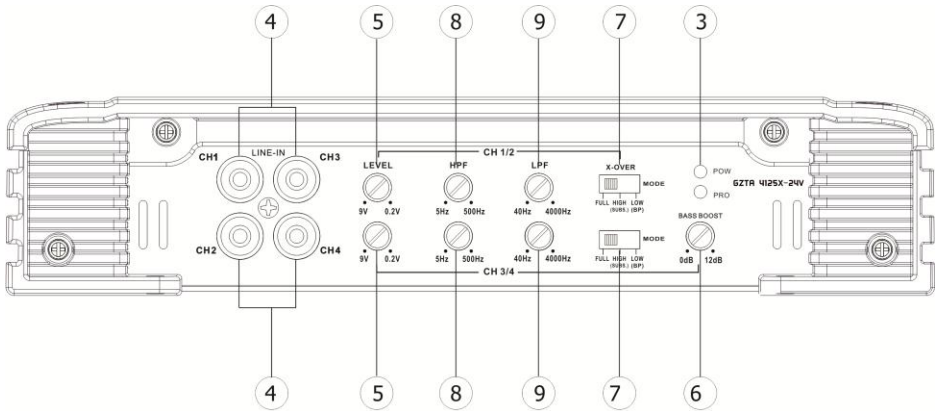 4 5 8 9 7 3
CH 1/2
CH1 LINE-IN CH3
LEVEL HPF LPF X-OVER
POW
MODE
GZTA 4125X-24V
PRO
9V 0.2V 5Hz 500Hz 40Hz 4000Hz FULL HIGH LOW
(SUBS.) (BP)
BASS BOOST
MODE
CH2 CH4
9V 0.2V 5Hz 500Hz 40Hz 4000Hz FULL HIGH LOW 0dB 12dB
(SUBS.) (BP)
CH 3/4
4 5 8 9 7 6